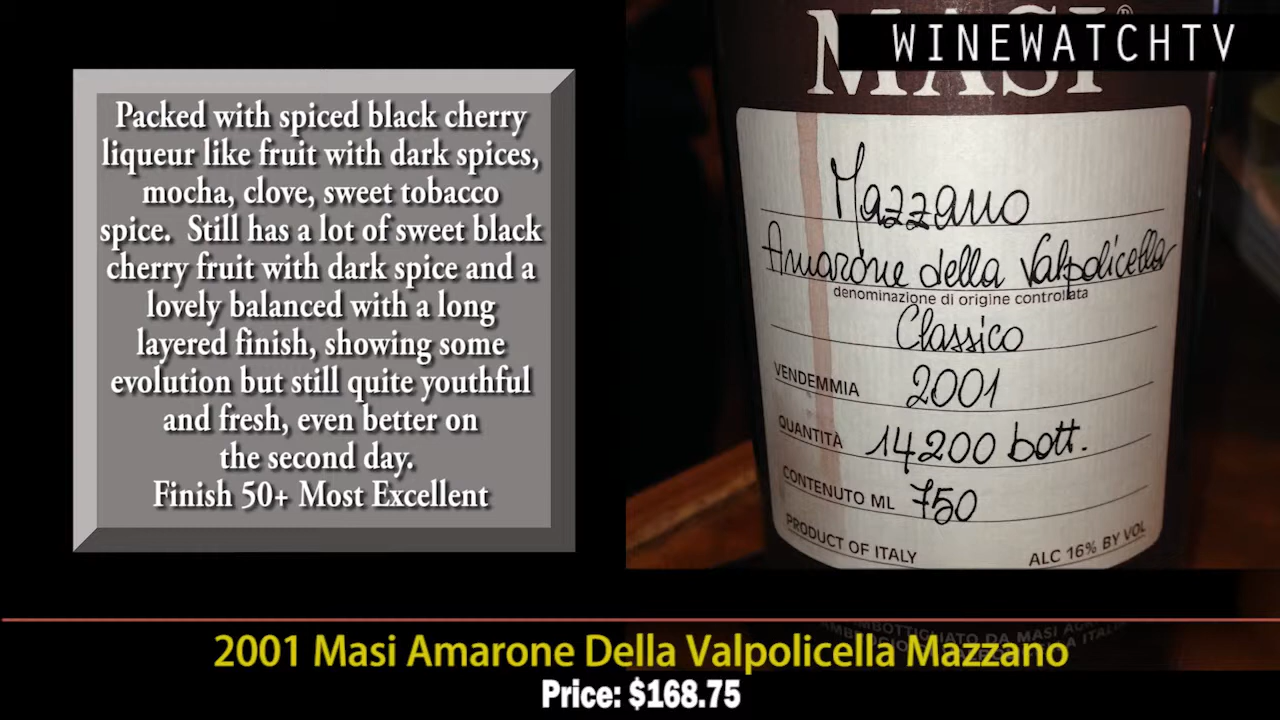 WINEWATCHTV
Packed with spiced black cherry
liqueur like fruit with dark spices,
mocha, clove, sweet tobacco
spice. Still has a lot of sweet black
cherry fruit with dark spice and a
lovely balanced with a long
layered finish, showing some
evolution but still quite youthful
and fresh, even better on
the second day.
Finish 50+ Most Excellent
MASI®
Mazzano
Amarone della Valpolicella
denominazione di origine controllata
Classico
VENDEMMIA 2001
QUANTITÀ 14200 bott.
CONTENUTO ML 750
PRODUCT OF ITALY ALC 16% BY VOL
2001 Masi Amarone Della Valpolicella Mazzano
Price: $168.75